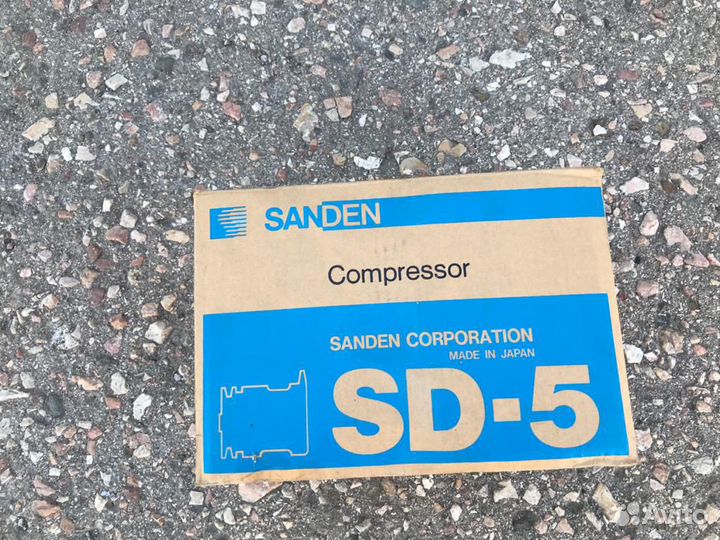 SANDEN
Compressor
SANDEN CORPORATION
MADE IN JAPAN
SD-5
Avito